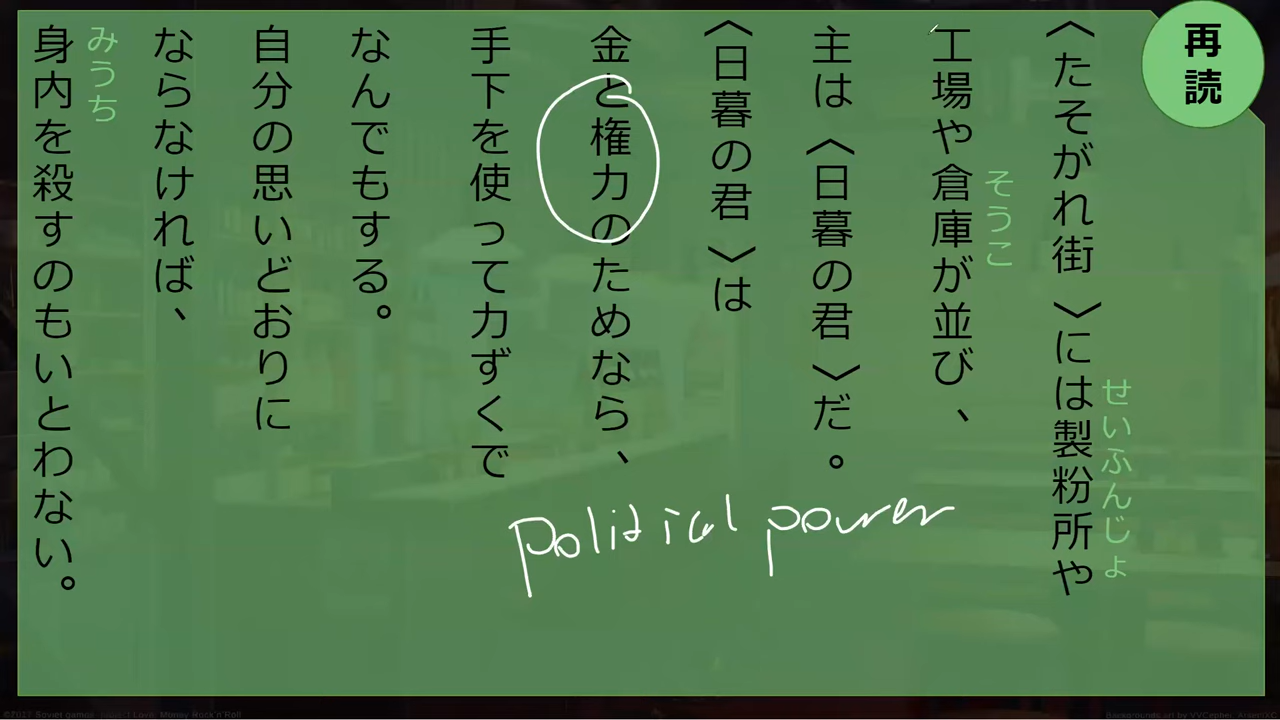 再読
〈たそがれ街〉には製粉所や
せいふんじょ
工場や倉庫が並び、
そうこ
主は〈日暮の君〉だ。
〈日暮の君〉は
金と権力のためなら、
手下を使って力ずくで
なんでもする。
自分の思いどおりに
ならなければ、
身内を殺すのもいとわない。
みうち
Political power